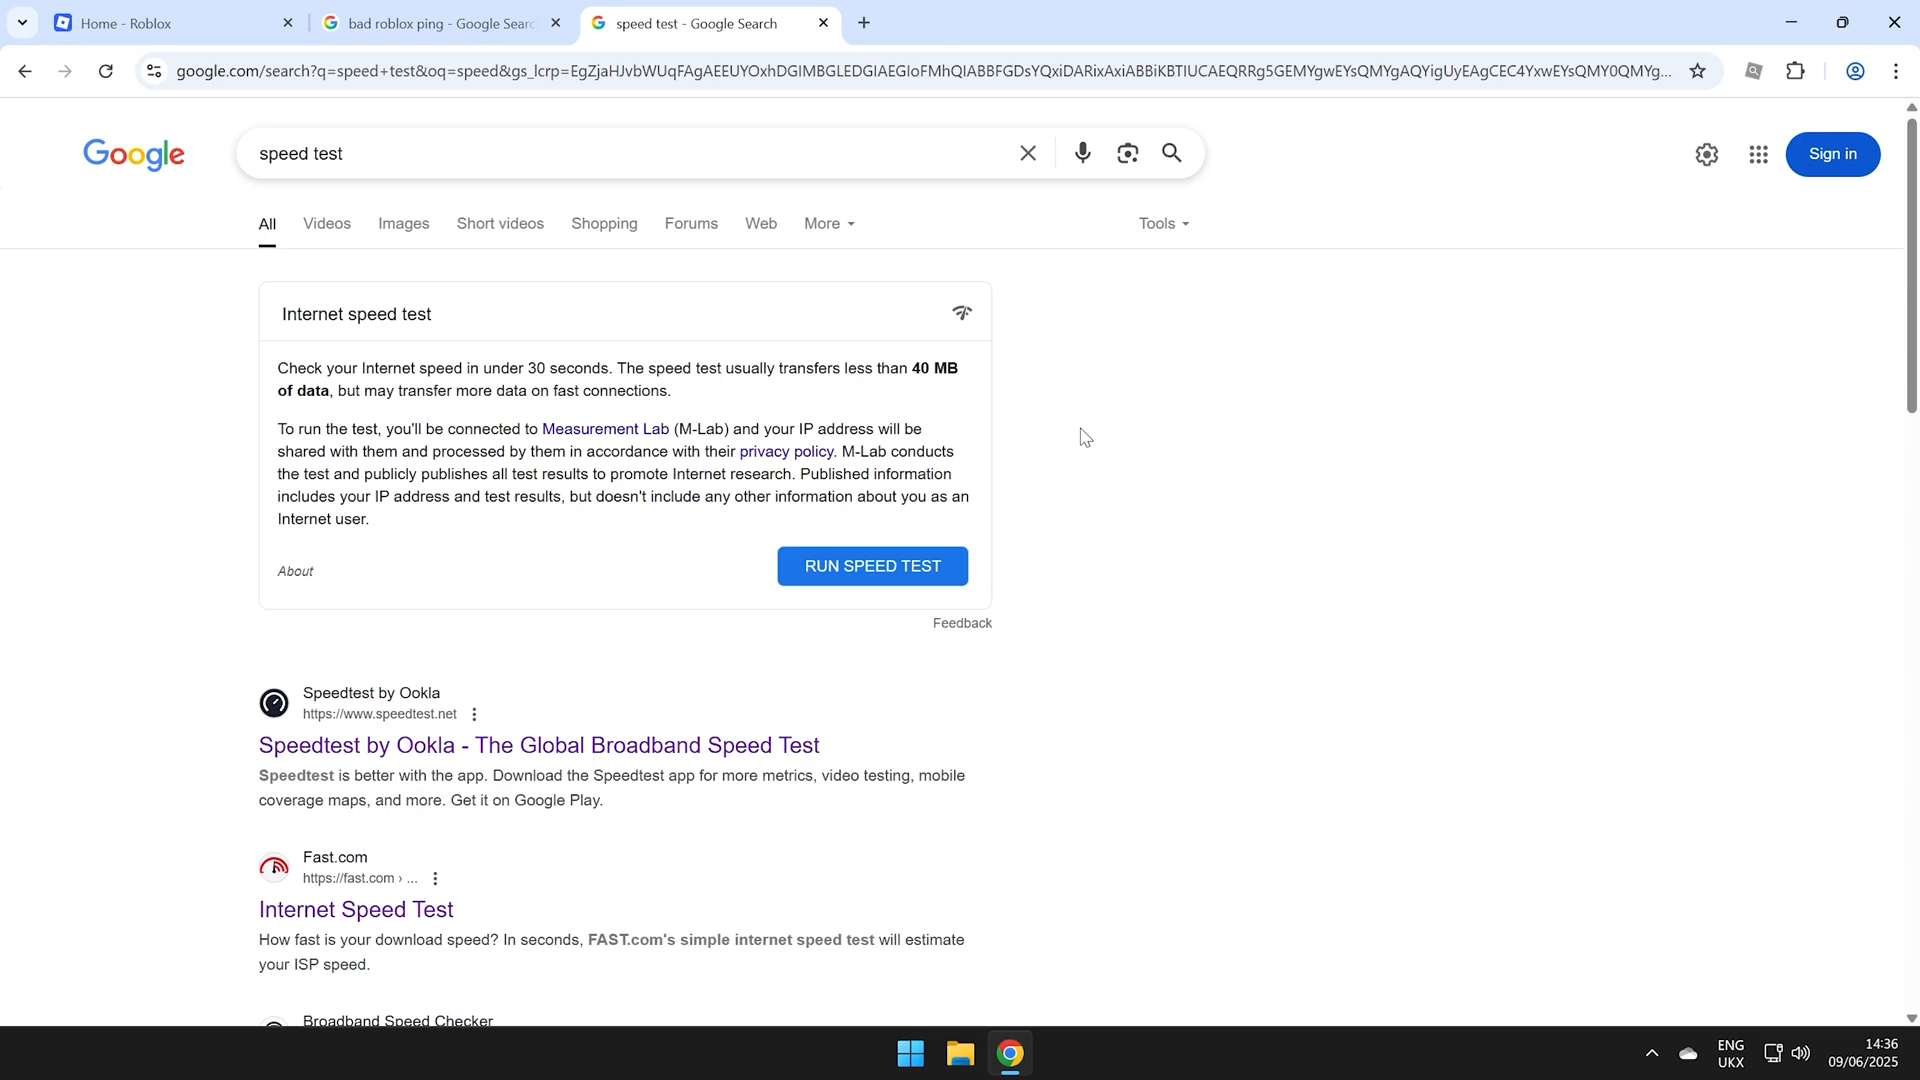 Home - Roblox
bad roblox ping - Google Searc
speed test - Google Search
google.com/search?q=speed+test&oq=speed&gs_lcrp=EgZjaHJvbWUqFAgAEEUYOxhDGIMBGLEDGIAEGIoFMhQIABBFGDsYQxiDARixAxiABBiKBTIUCAEQRRg5GEMYgwEYsQMYgAQYigUyEAgCEC4YxwEYsQMY0QMYg...
Google
speed test
Sign in
All Videos Images Short videos Shopping Forums Web More Tools
Internet speed test
Check your Internet speed in under 30 seconds. The speed test usually transfers less than 40 MB
of data, but may transfer more data on fast connections.
To run the test, you'll be connected to Measurement Lab (M-Lab) and your IP address will be
shared with them and processed by them in accordance with their privacy policy. M-Lab conducts
the test and publicly publishes all test results to promote Internet research. Published information
includes your IP address and test results, but doesn't include any other information about you as an
Internet user.
About
RUN SPEED TEST
Feedback
Speedtest by Ookla
https://www.speedtest.net
Speedtest by Ookla - The Global Broadband Speed Test
Speedtest is better with the app. Download the Speedtest app for more metrics, video testing, mobile
coverage maps, and more. Get it on Google Play.
Fast.com
https://fast.com › ...
Internet Speed Test
How fast is your download speed? In seconds, FAST.com's simple internet speed test will estimate
your ISP speed.
Broadband Speed Checker
ENG
UKX
14:36
09/06/2025